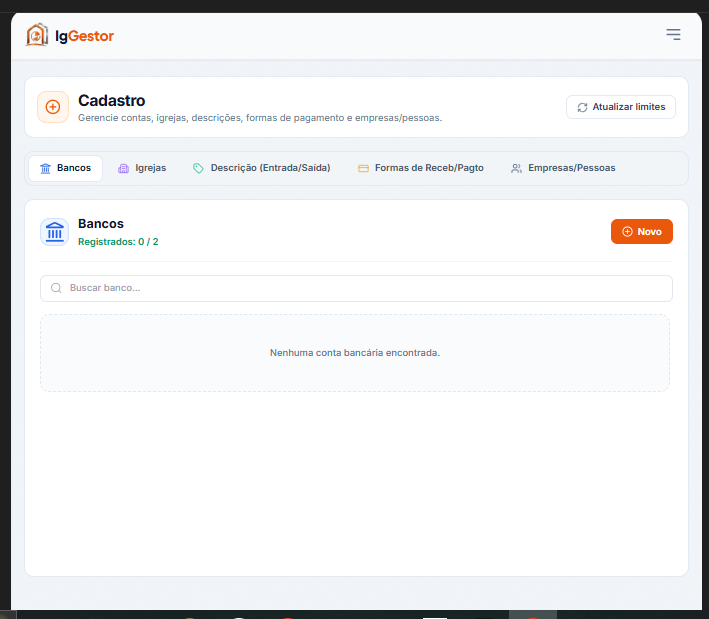 IgGestor
Cadastro
Gerencie contas, igrejas, descrições, formas de pagamento e empresas/pessoas.
Atualizar limites
Bancos
Igrejas
Descrição (Entrada/Saída)
Formas de Receb/Pagto
Empresas/Pessoas
Bancos
Registrados: 0 / 2
Novo
Buscar banco...
Nenhuma conta bancária encontrada.